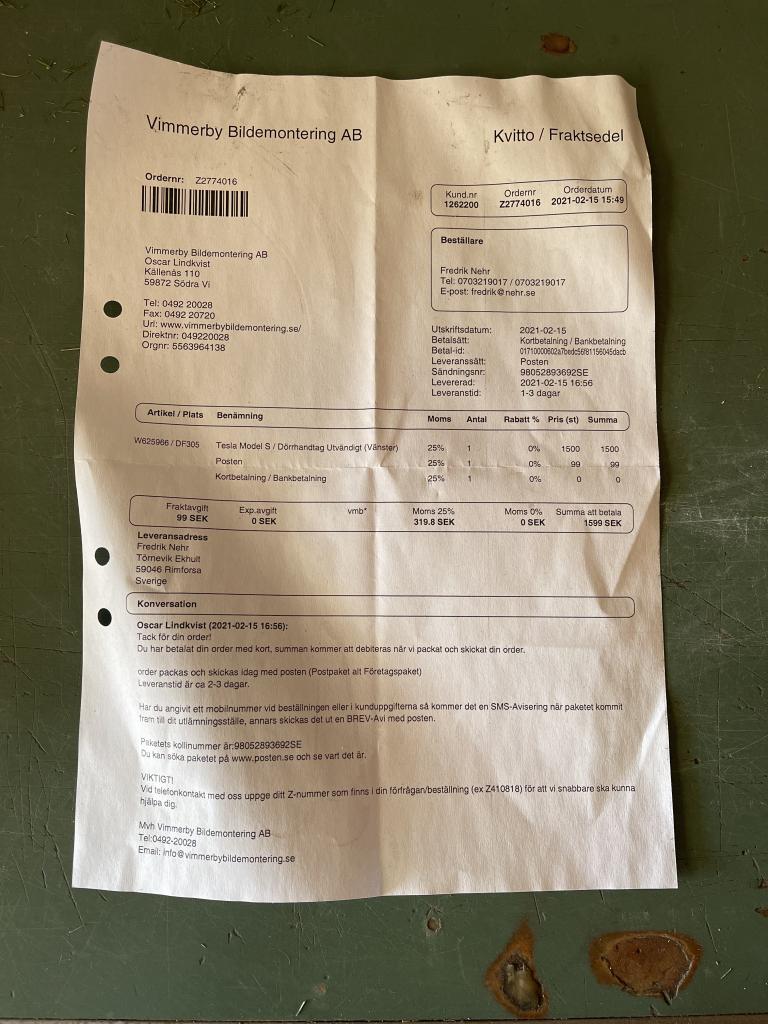 Vimmerby Bildemontering AB
Kvitto / Fraktsedel
Ordernr: Z2774016
Kund.nr Ordernr Orderdatum
1262200 Z2774016 2021-02-15 15:49
Vimmerby Bildemontering AB
Oscar Lindkvist
Källenäs 110
59872 Södra Vi
Tel: 0492 20028
Fax: 0492 20720
Url: www.vimmerbybildemontering.se/
Direktnr: 049220028
Orgnr: 5563964138
Beställare
Fredrik Nehr
Tel: 0703219017 / 0703219017
E-post: fredrik@nehr.se
Utskriftsdatum: 2021-02-15
Betalsätt: Kortbetalning / Bankbetalning
Betal-id: 01710000602a7bedc56f81156045dacb
Leveranssätt: Posten
Sändningsnr: 98052893692SE
Levererad: 2021-02-15 16:56
Leveranstid: 1-3 dagar
Artikel / Plats Benämning Moms Antal Rabatt % Pris (st) Summa
W625966 / DF305 Tesla Model S / Dörrhandtag Utvändigt (Vänster) 25% 1 0% 1500 1500
Posten 25% 1 0% 99 99
Kortbetalning / Bankbetalning 25% 1 0% 0 0
Fraktavgift Exp.avgift vmb* Moms 25% Moms 0% Summa att betala
99 SEK 0 SEK 319.8 SEK 0 SEK 1599 SEK
Leveransadress
Fredrik Nehr
Törnevik Ekhult
59046 Rimforsa
Sverige
Konversation
Oscar Lindkvist (2021-02-15 16:56):
Tack för din order!
Du har betalat din order med kort, summan kommer att debiteras när vi packat och skickat din order.
order packas och skickas idag med posten (Postpaket alt Företagspaket)
Leveranstid är ca 2-3 dagar.
Har du angivit ett mobilnummer vid beställningen eller i kunduppgifterna så kommer det en SMS-Avisering när paketet kommit
fram till dit utlämningsställe, annars skickas det ut en BREV-Avi med posten.
Paketets kollinummer är:98052893692SE
Du kan söka paketet på www.posten.se och se vart det är.
VIKTIGT!
Vid telefonkontakt med oss uppge ditt Z-nummer som finns i din förfrågan/beställning (ex Z410818) för att vi snabbare ska kunna
hjälpa dig.
Mvh Vimmerby Bildemontering AB
Tel:0492-20028
Email: info@vimmerbybildemontering.se